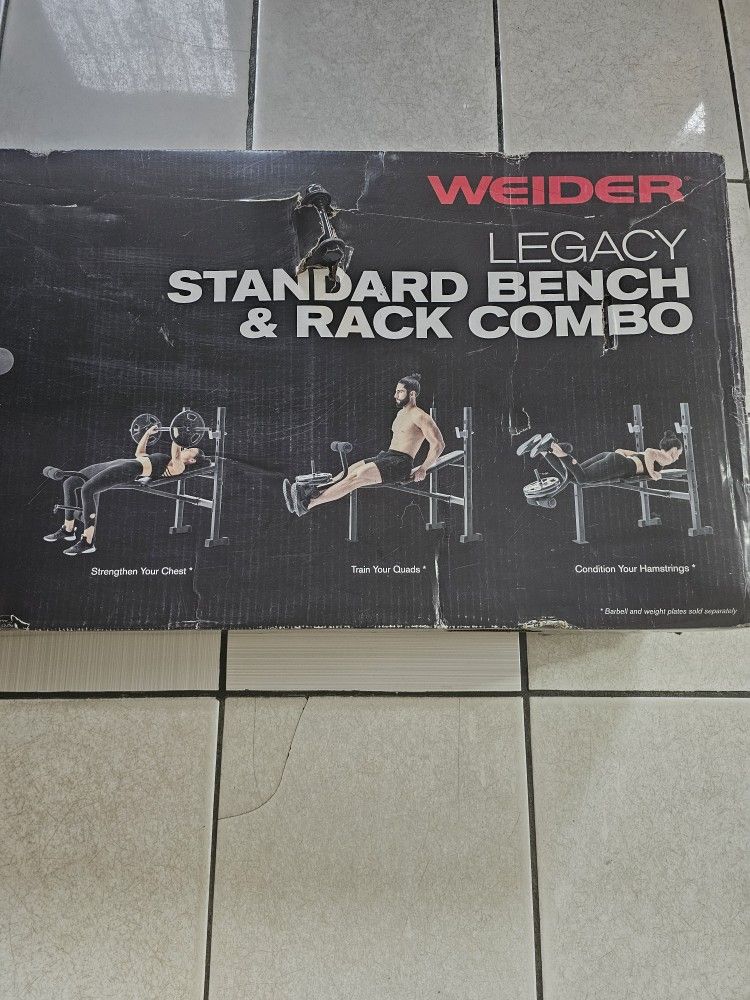 WEIDER®
LEGACY
STANDARD BENCH
& RACK COMBO
Strengthen Your Chest *
Train Your Quads *
Condition Your Hamstrings *
* Barbell and weight plates sold separately